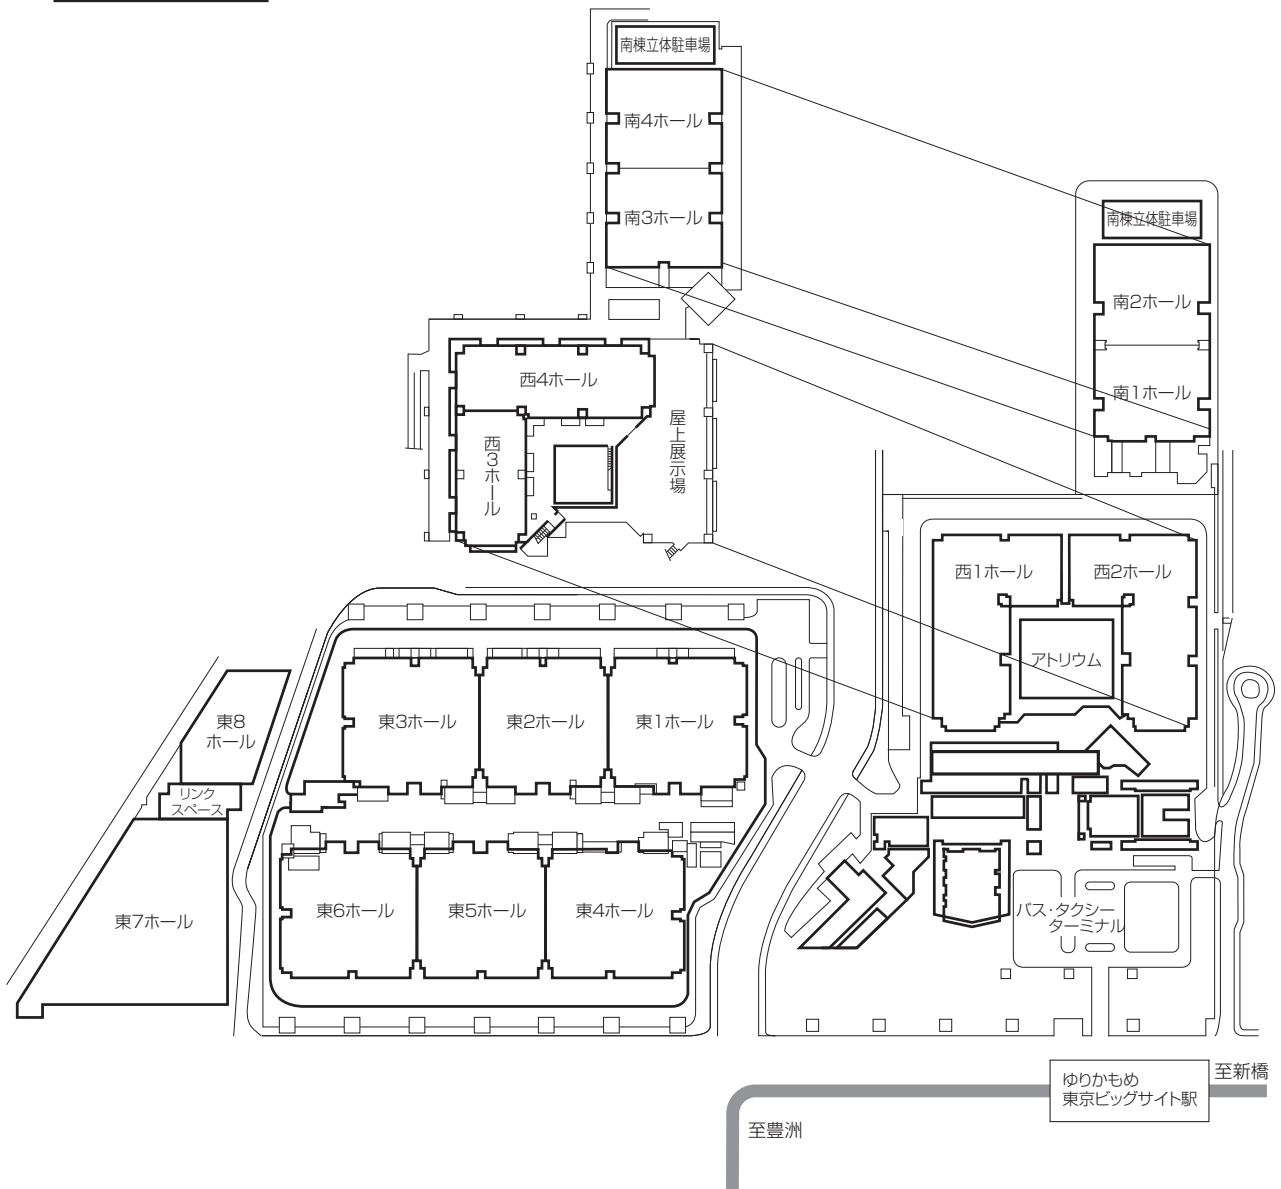 南棟立体駐車場
南4ホール
南3ホール
南棟立体駐車場
南2ホール
南1ホール
西4ホール
西3ホール
屋上展示場
西1ホール
西2ホール
アトリウム
東8
ホール
リンク
スペース
東7ホール
東3ホール
東2ホール
東1ホール
東6ホール
東5ホール
東4ホール
バス・タクシー
ターミナル
ゆりかもめ
東京ビッグサイト駅
至新橋
至豊洲